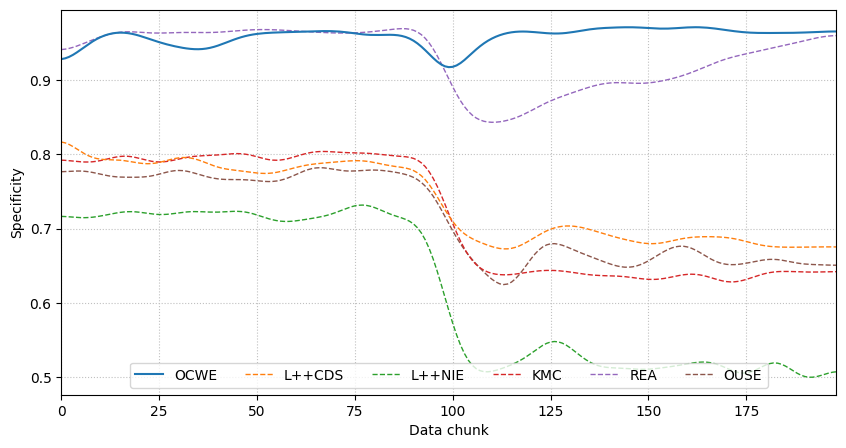 Specificity
0.9
0.8
0.7
0.6
0.5
OCWE L++CDS L++NIE KMC REA OUSE
0 25 50 75 100 125 150 175
Data chunk